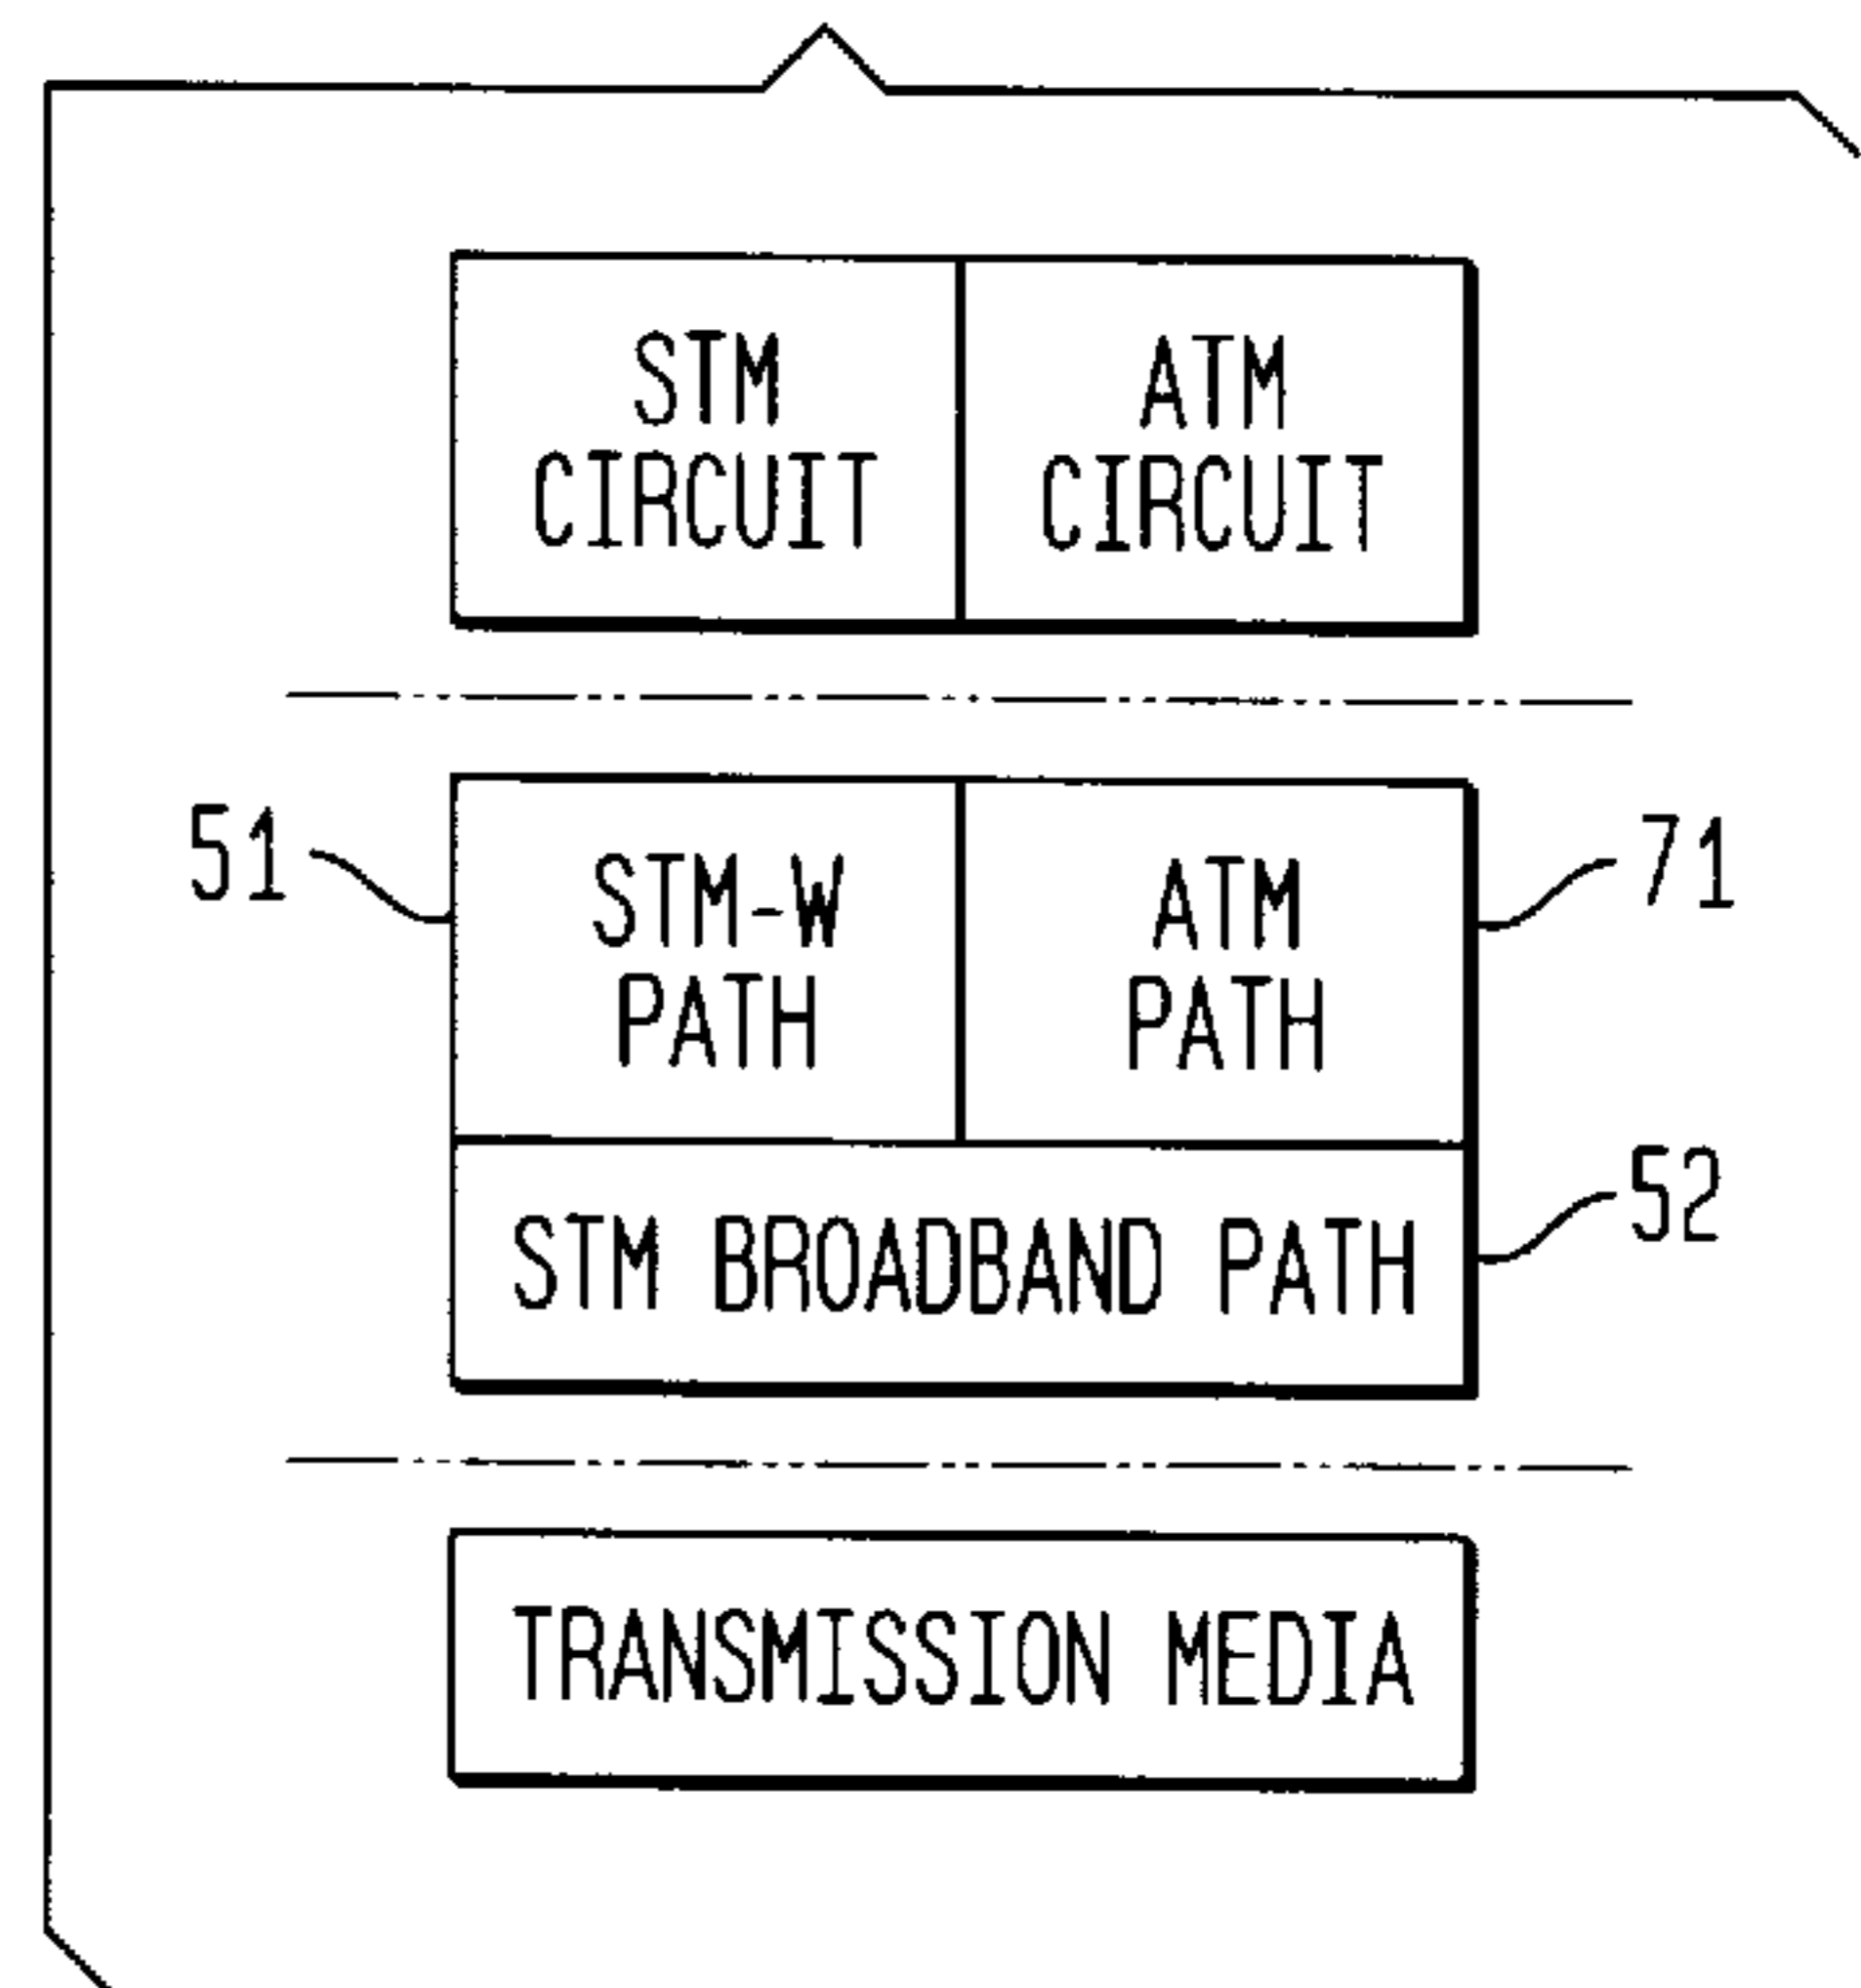 STM
CIRCUIT
ATM
CIRCUIT
51
STM-W
PATH
ATM
PATH
71
STM BROADBAND PATH
52
TRANSMISSION MEDIA